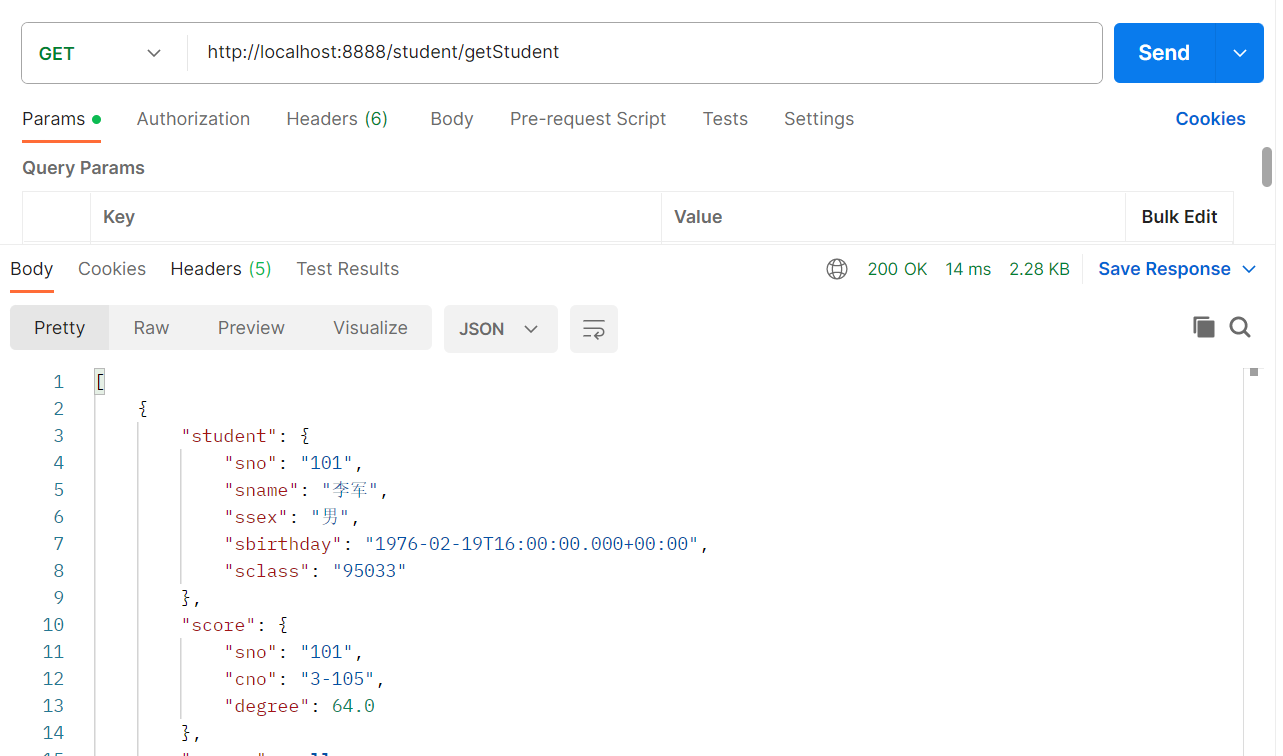 GET http://localhost:8888/student/getStudent Send
Params Authorization Headers (6) Body Pre-request Script Tests Settings Cookies
Query Params
Key Value Bulk Edit
Body Cookies Headers (5) Test Results 200 OK 14 ms 2.28 KB Save Response
Pretty Raw Preview Visualize JSON
1 [
2 {
3 "student": {
4 "sno": "101",
5 "sname": "李军",
6 "ssex": "男",
7 "sbirthday": "1976-02-19T16:00:00.000+00:00",
8 "sclass": "95033"
9 },
10 "score": {
11 "sno": "101",
12 "cno": "3-105",
13 "degree": 64.0
14 },